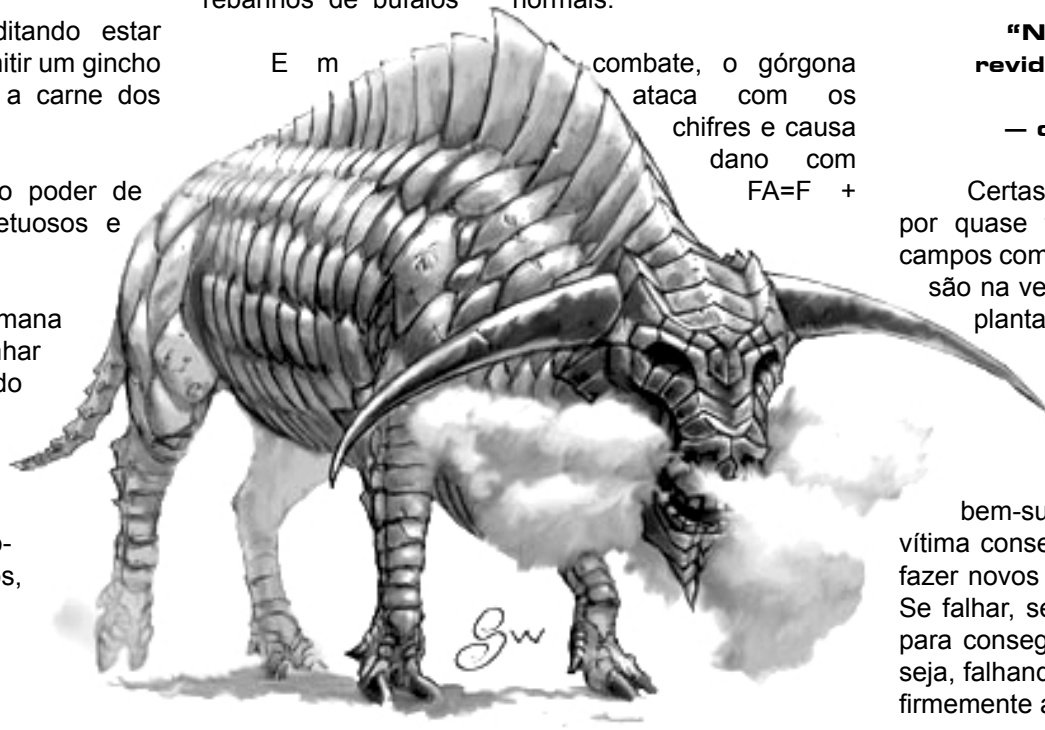 ditando estar
itir um gincho
a carne dos
o poder de
etuosos e
mana
nhar
do
o-
s,
rebanhos de búfalos normais.
E m combate, o górgona
ataca com os
chifres e causa
dano com
FA=F +
“N
revid
—
Certas
por quase
campos com
são na ve
planta
bem-su
vítima conse
fazer novos
Se falhar, se
para conseg
seja, falhand
firmemente a